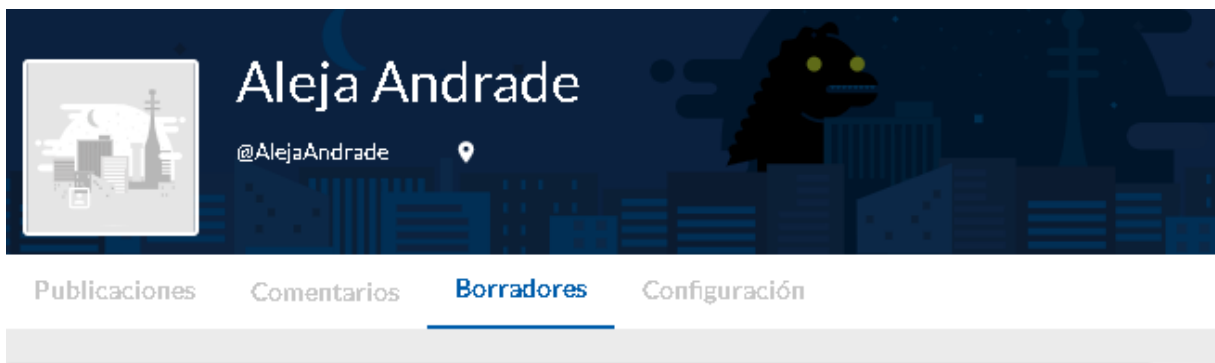 Aleja Andrade
@AlejaAndrade
Publicaciones Comentarios Borradores Configuración